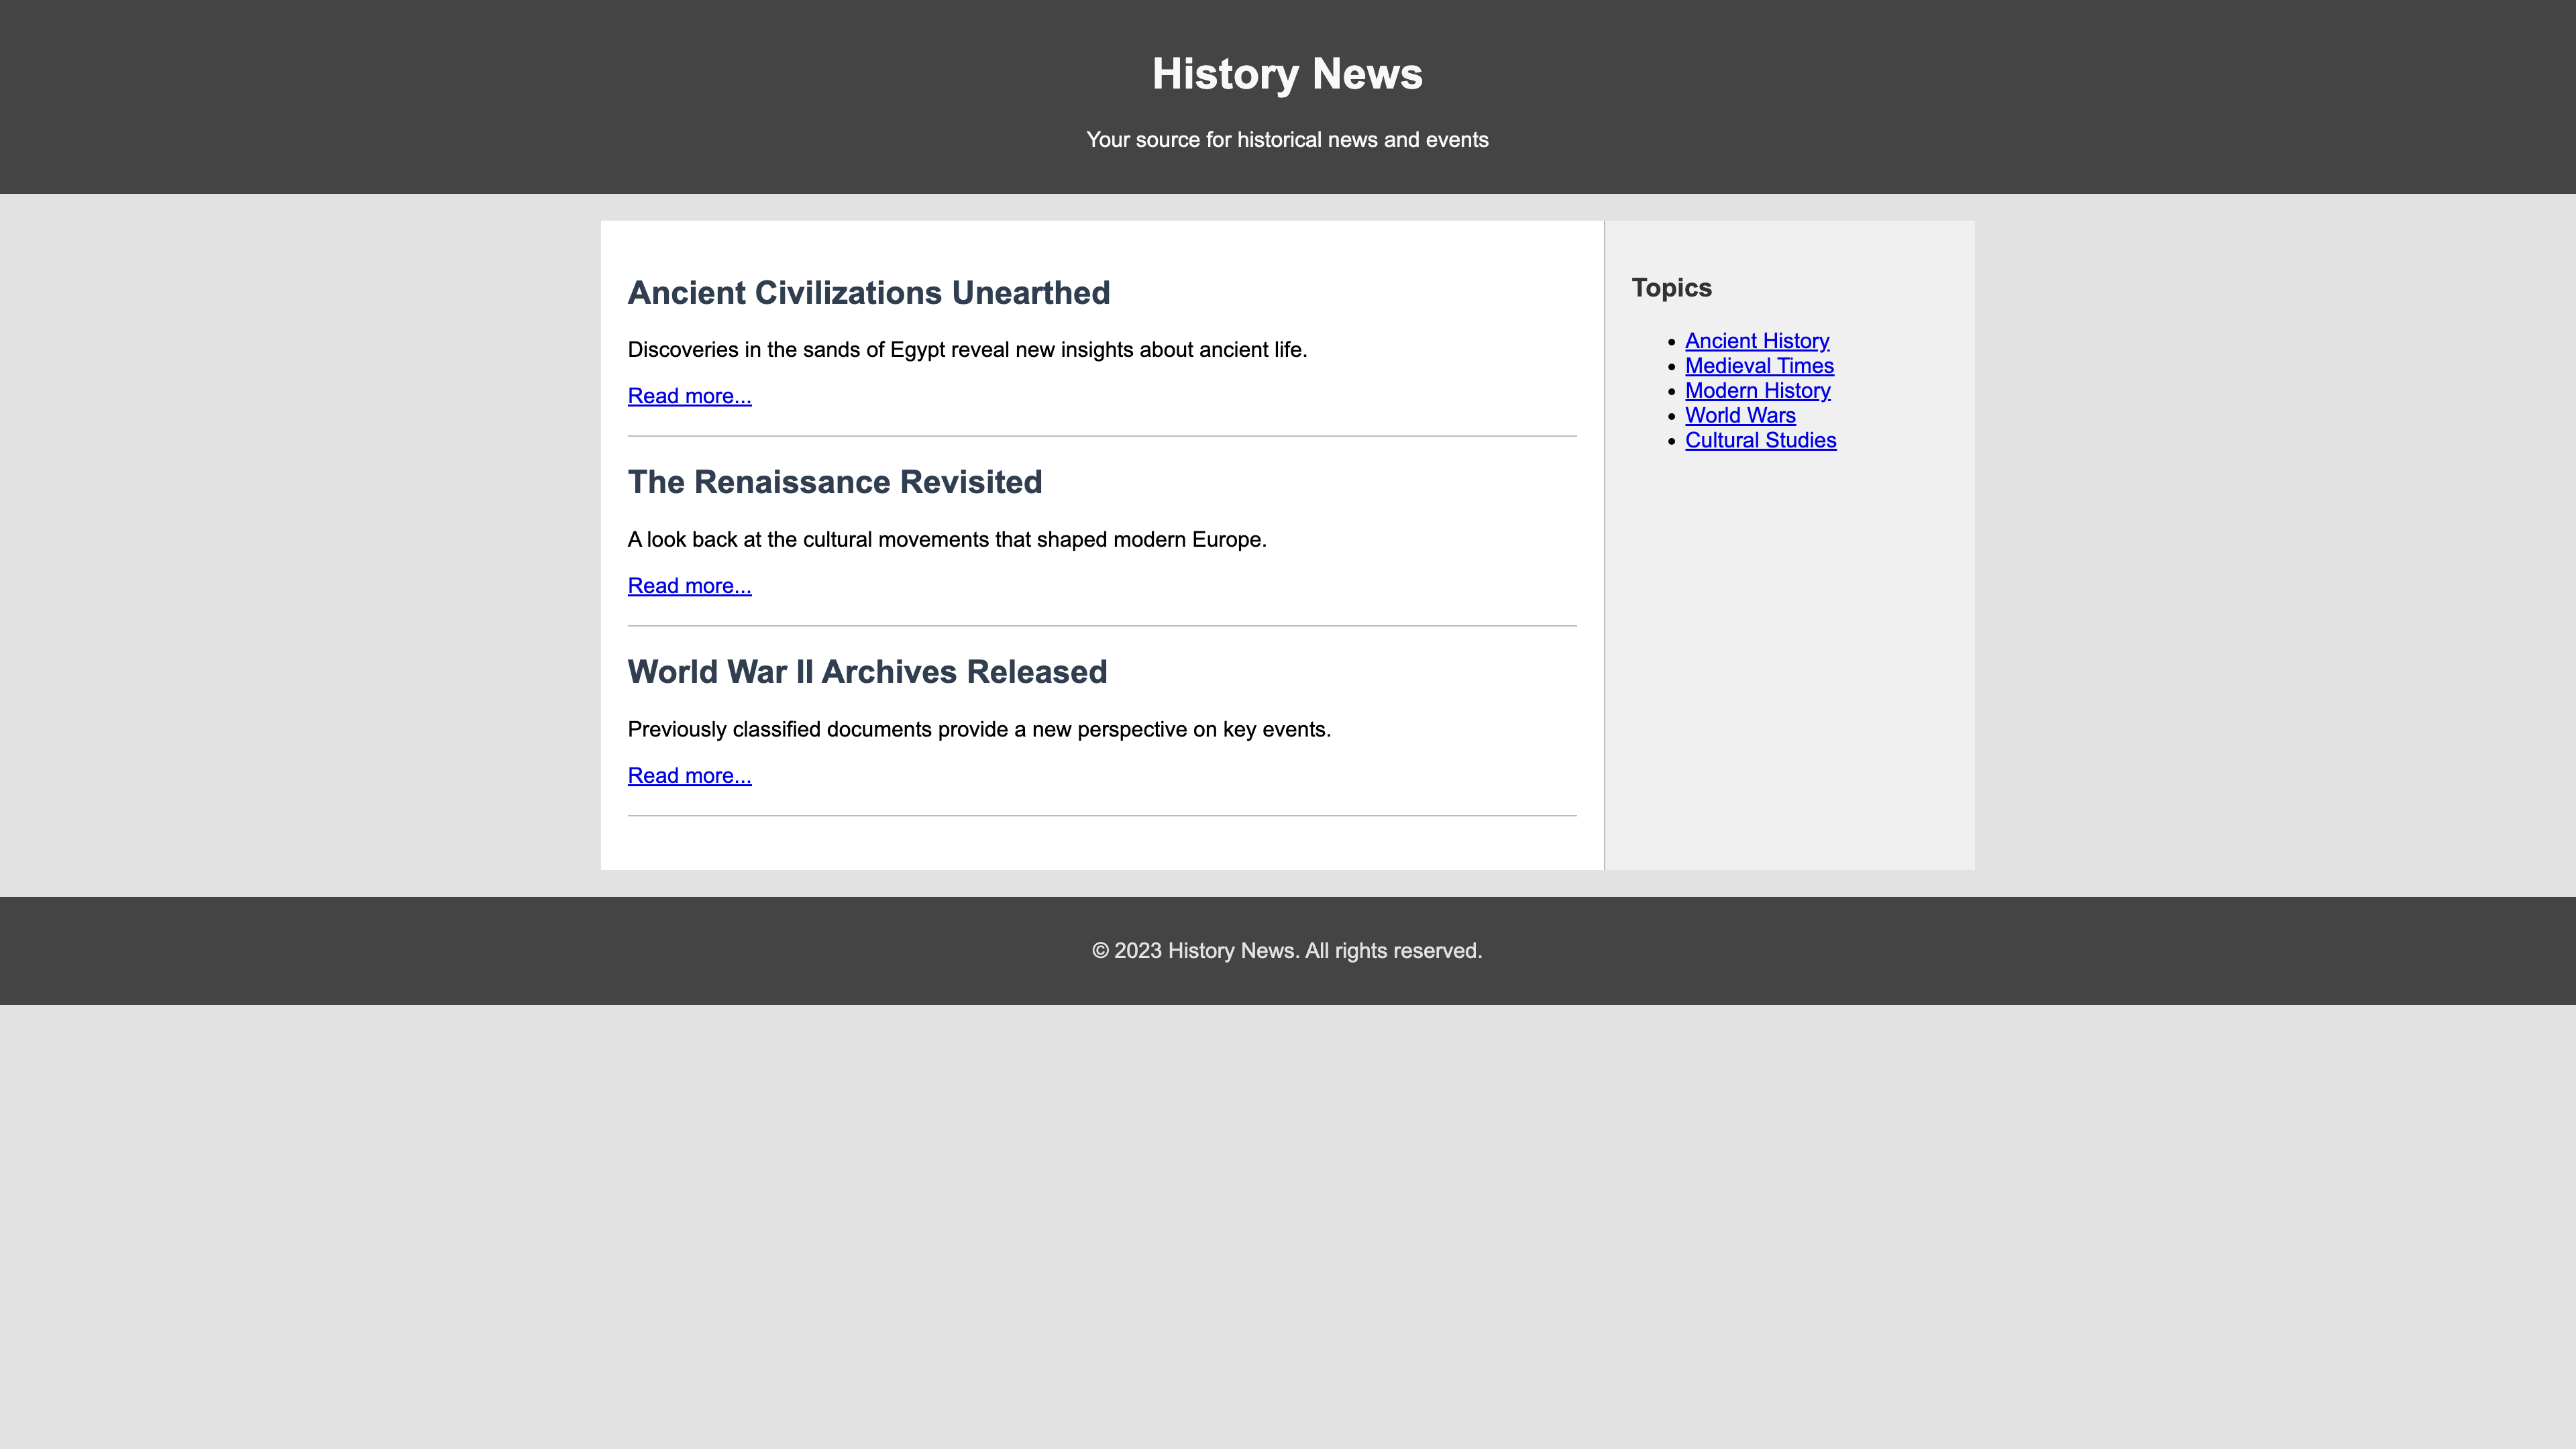 History News
Your source for historical news and events
Ancient Civilizations Unearthed
Discoveries in the sands of Egypt reveal new insights about ancient life.
Read more...
The Renaissance Revisited
A look back at the cultural movements that shaped modern Europe.
Read more...
World War II Archives Released
Previously classified documents provide a new perspective on key events.
Read more...
Topics
Ancient History
Medieval Times
Modern History
World Wars
Cultural Studies
© 2023 History News. All rights reserved.